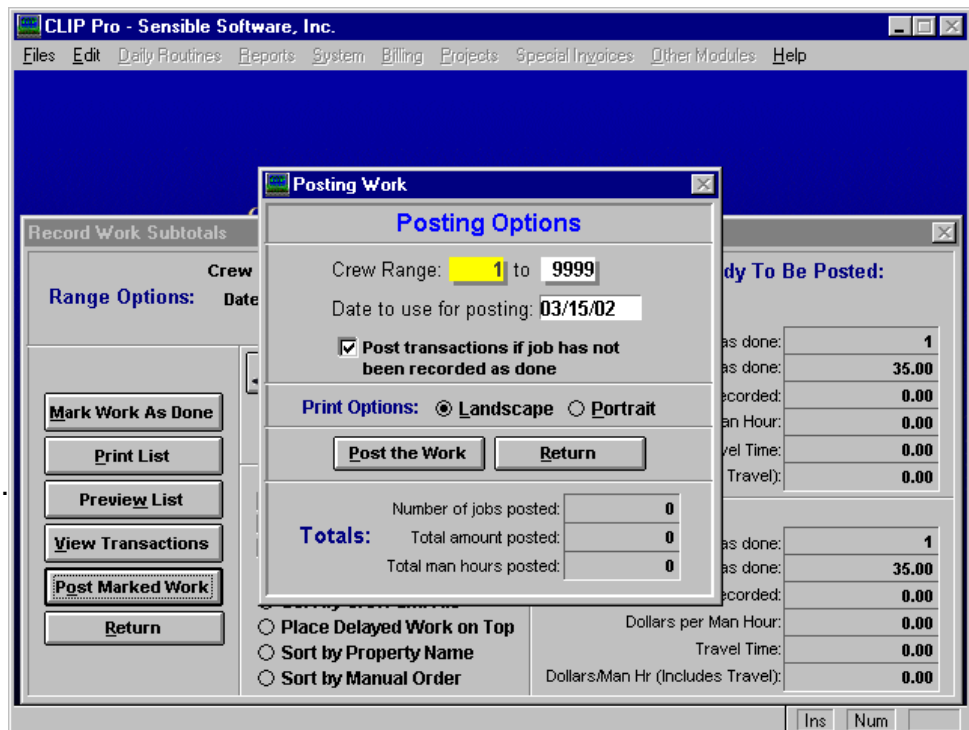 CLIP Pro - Sensible Software, Inc.
Files Edit Daily Routines Reports System Billing Projects Special Invoices Other Modules Help
Posting Work
Posting Options
Crew Range: 1 to 9999
Date to use for posting: 03/15/02
Post transactions if job has not
been recorded as done
Print Options: Landscape Portrait
Post the Work Return
Totals:
Number of jobs posted: 0
Total amount posted: 0
Total man hours posted: 0
Record Work Subtotals
Crew
Range Options: Date
Mark Work As Done
Print List
Preview List
View Transactions
Post Marked Work
Return
Place Delayed Work on Top
Sort by Property Name
Sort by Manual Order
dy To Be Posted:
as done: 1
as done: 35.00
ecorded: 0.00
an Hour: 0.00
vel Time: 0.00
Travel): 0.00
as done: 1
as done: 35.00
ecorded: 0.00
Dollars per Man Hour: 0.00
Travel Time: 0.00
Dollars/Man Hr (Includes Travel): 0.00
Ins Num